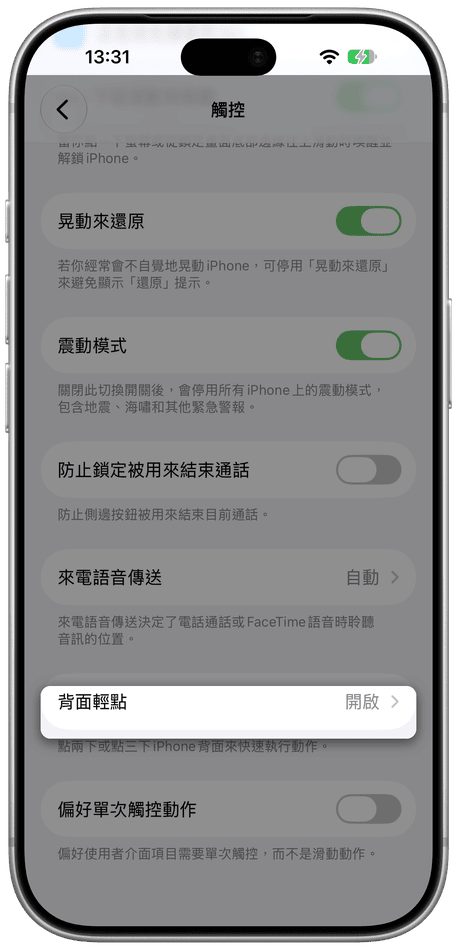 13:31
觸控
解鎖 iPhone。
晃動來還原
若你經常會不自覺地晃動 iPhone，可停用「晃動來還原」
來避免顯示「還原」提示。
震動模式
關閉此切換開關後，會停用所有 iPhone 上的震動模式，
包含地震、海嘯和其他緊急警報。
防止鎖定被用來結束通話
防止側邊按鈕被用來結束目前通話。
來電語音傳送
自動
來電語音傳送決定了電話通話或 FaceTime 語音時聆聽
音訊的位置。
背面輕點
開啟
點兩下或點三下 iPhone 背面來快速執行動作。
偏好單次觸控動作
偏好使用者介面項目需要單次觸控，而不是滑動動作。